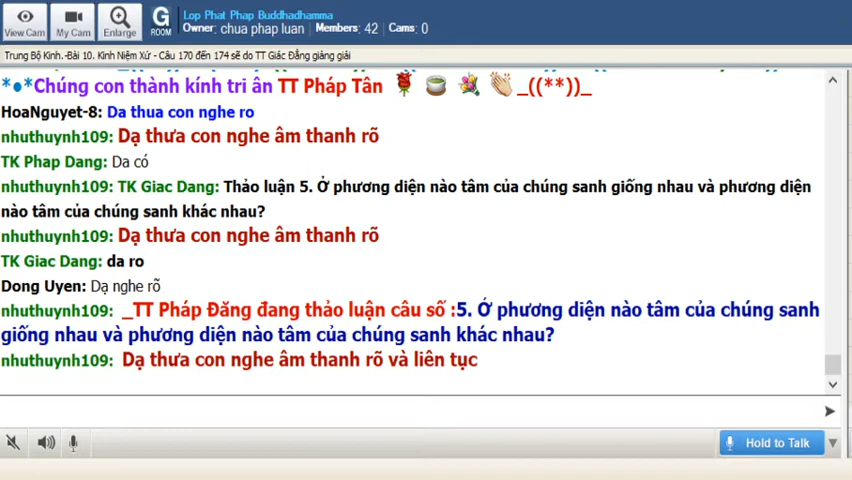 Lop Phat Phap Buddhadhamma
Owner: chua phap luan Members: 42 Cams: 0
View Cam
My Cam
Enlarge
G
ROOM
Trung Bộ Kinh.-Bài 10. Kinh Niệm Xứ - Câu 170 đến 174 sẽ do TT Giác Đẳng giảng giải
*●*Chúng con thành kính tri ân TT Pháp Tân _((**))_
HoaNguyet-8: Da thua con nghe ro
nhuthuynh109: Dạ thưa con nghe âm thanh rõ
TK Phap Dang: Da có
nhuthuynh109: TK Giac Dang: Thảo luận 5. Ở phương diện nào tâm của chúng sanh giống nhau và phương diện
nào tâm của chúng sanh khác nhau?
nhuthuynh109: Dạ thưa con nghe âm thanh rõ
TK Giac Dang: da ro
Dong Uyen: Dạ nghe rõ
nhuthuynh109: _TT Pháp Đăng đang thảo luận câu số :5. Ở phương diện nào tâm của chúng sanh
giống nhau và phương diện nào tâm của chúng sanh khác nhau?
nhuthuynh109: Dạ thưa con nghe âm thanh rõ và liên tục
Hold to Talk